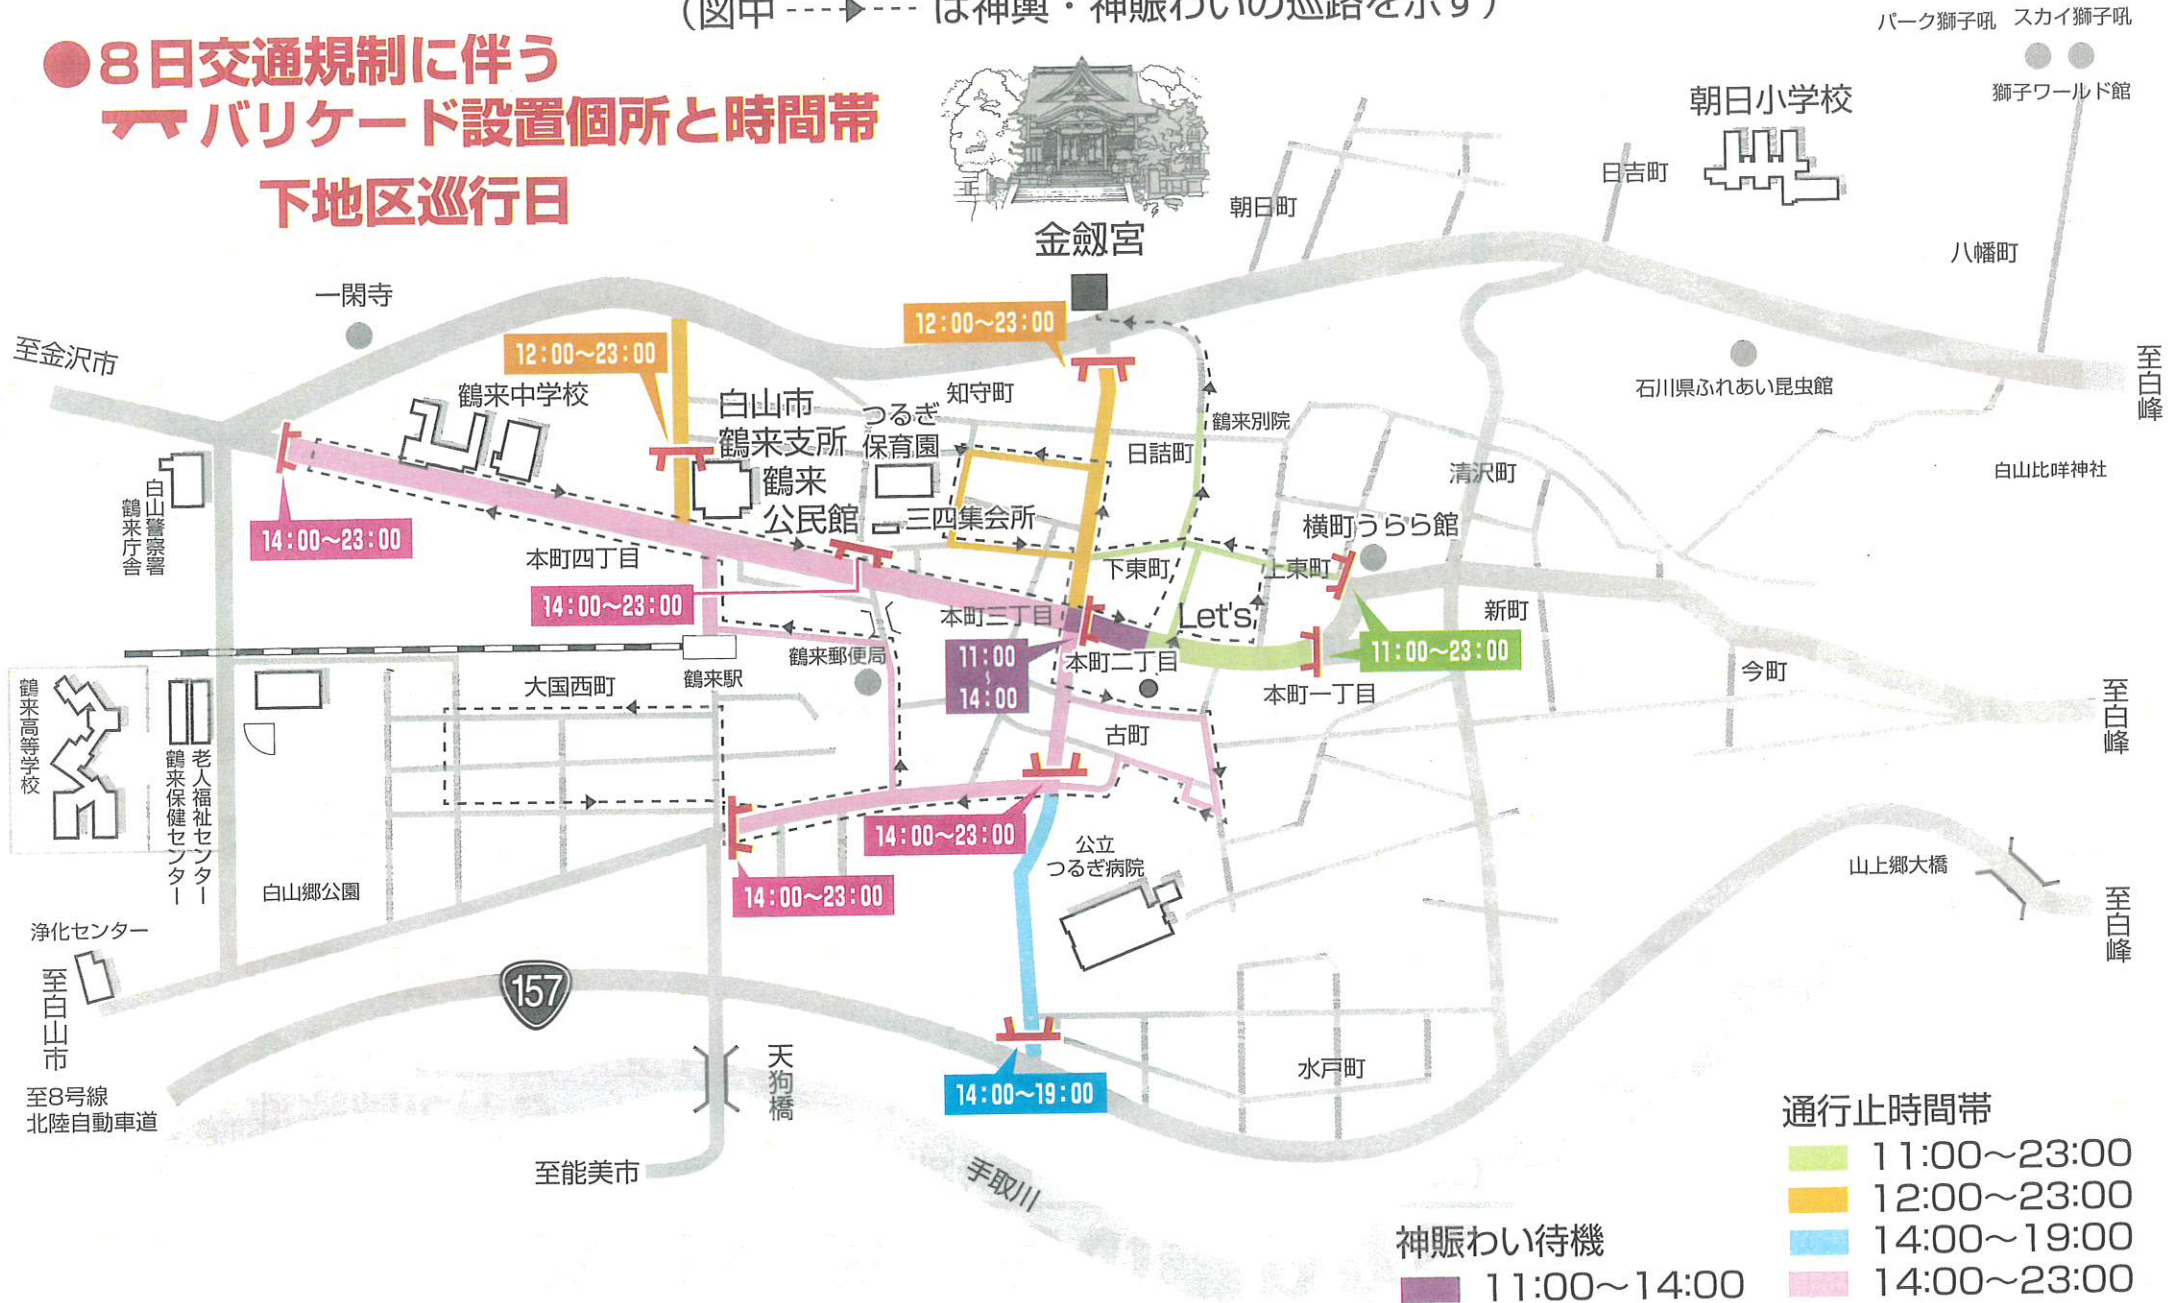 (図中 ---▶--- は神輿・神賑わいの巡路を示す)
●8日交通規制に伴う
バリケード設置個所と時間帯
下地区巡行日
パーク獅子吼
スカイ獅子吼
獅子ワールド館
朝日小学校
日吉町
八幡町
朝日町
金劔宮
一閑寺
至金沢市
12:00〜23:00
12:00〜23:00
至白峰
石川県ふれあい昆虫館
鶴来中学校
白山市
鶴来支所
つるぎ
保育園
知守町
日詰町
鶴来別院
清沢町
白山比咩神社
鶴来
公民館
三四集会所
横町うらら館
白山警察署
鶴来庁舎
14:00〜23:00
本町四丁目
14:00〜23:00
下東町
上東町
本町三丁目
Let's
新町
11:00〜23:00
鶴来郵便局
11:00
〜
14:00
本町二丁目
本町一丁目
今町
至白峰
鶴来高等学校
大国西町
鶴来駅
古町
老人福祉センター
鶴来保健センター
14:00〜23:00
14:00〜23:00
公立
つるぎ病院
山上郷大橋
至白峰
白山郷公園
浄化センター
至白山市
157
天狗橋
水戸町
14:00〜19:00
至8号線
北陸自動車道
至能美市
手取川
通行止時間帯
11:00〜23:00
12:00〜23:00
14:00〜19:00
14:00〜23:00
神賑わい待機
11:00〜14:00